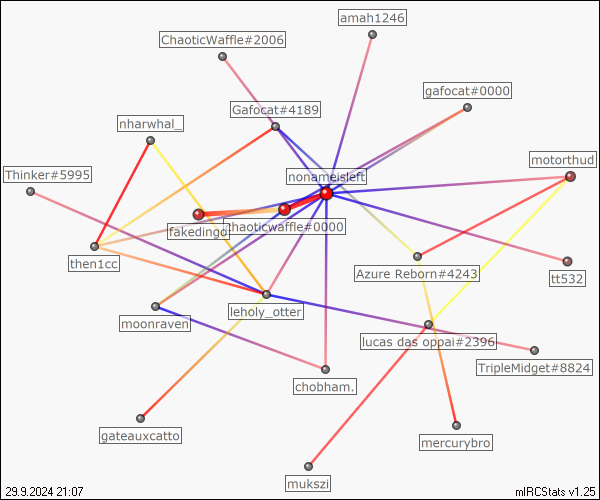 amah1246
ChaoticWaffle#2006
gafocat#0000
Gafocat#4189
nharwhal_
motorthud
Thinker#5995
nonameisleft
fakedingo
chaoticwaffle#0000
then1cc
Azure Reborn#4243
tt532
leholy_otter
moonraven
lucas das oppai#2396
TripleMidget#8824
chobham.
gateauxcatto
mercurybro
mukszi
29.9.2024 21:07
mIRCStats v1.25